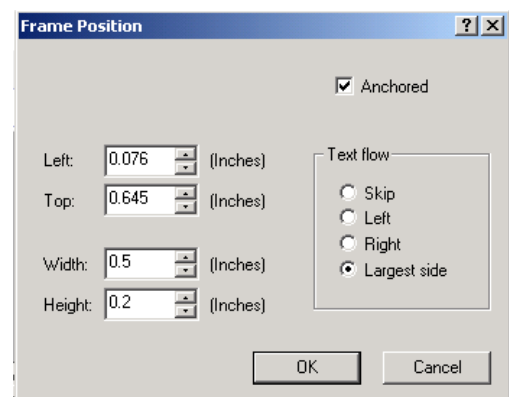 Frame Position
Anchored
Left: 0.076 (Inches)
Top: 0.645 (Inches)
Width: 0.5 (Inches)
Height: 0.2 (Inches)
Text flow
Skip
Left
Right
Largest side
OK Cancel